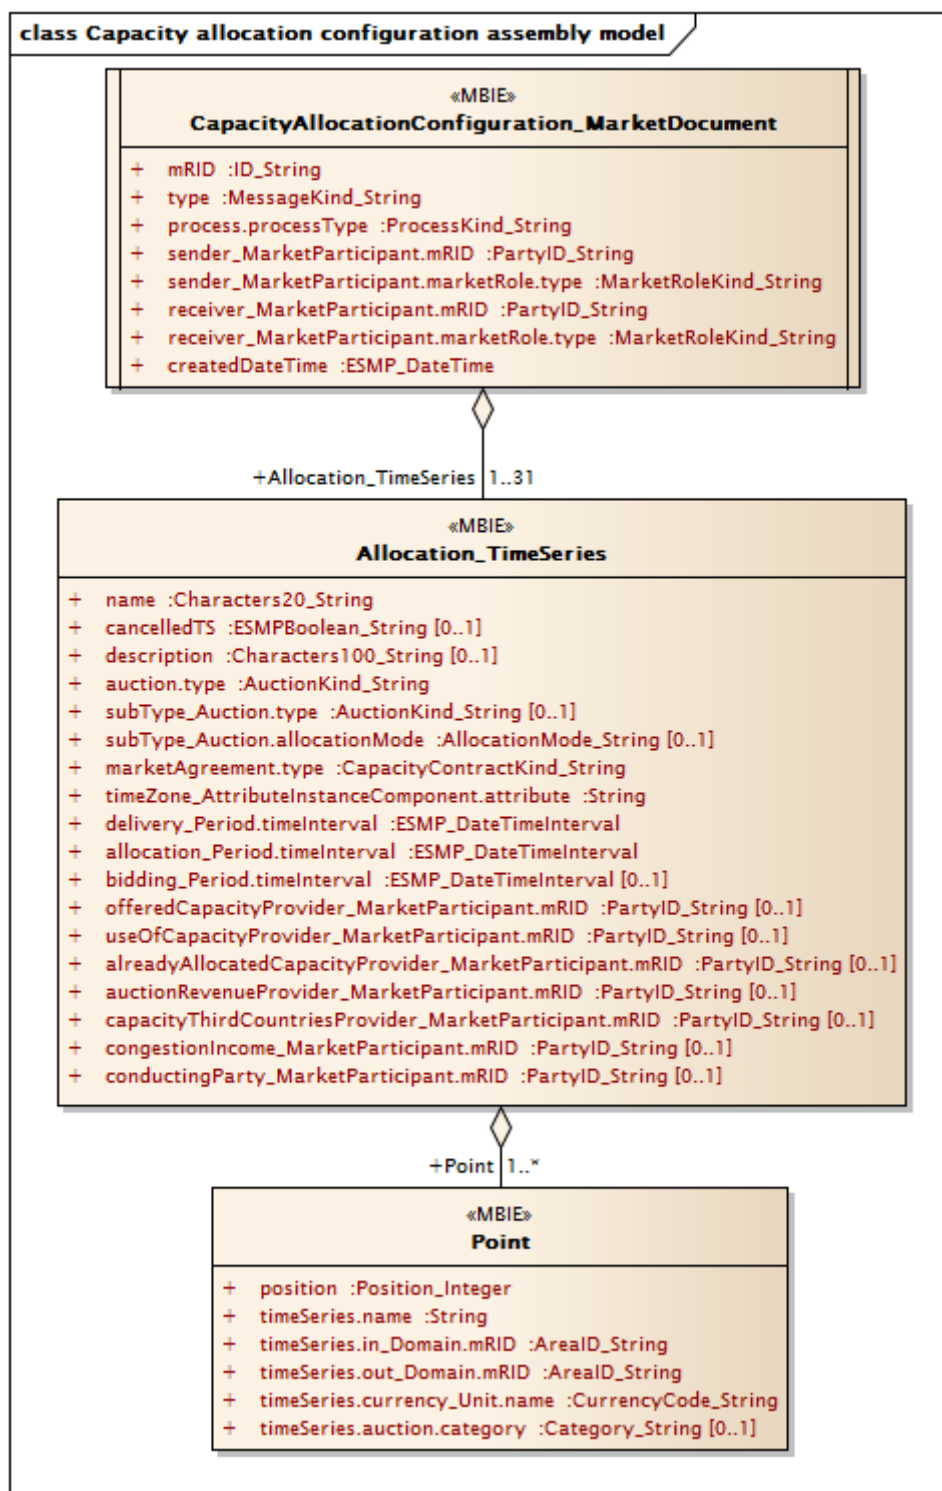 class Capacity allocation configuration assembly model
«MBIE»
CapacityAllocationConfiguration_MarketDocument
+ mRID :ID_String
+ type :MessageKind_String
+ process.processType :ProcessKind_String
+ sender_MarketParticipant.mRID :PartyID_String
+ sender_MarketParticipant.marketRole.type :MarketRoleKind_String
+ receiver_MarketParticipant.mRID :PartyID_String
+ receiver_MarketParticipant.marketRole.type :MarketRoleKind_String
+ createdDateTime :ESMP_DateTime
+Allocation_TimeSeries 1..31
«MBIE»
Allocation_TimeSeries
+ name :Characters20_String
+ cancelledTS :ESMPBoolean_String [0..1]
+ description :Characters100_String [0..1]
+ auction.type :AuctionKind_String
+ subType_Auction.type :AuctionKind_String [0..1]
+ subType_Auction.allocationMode :AllocationMode_String [0..1]
+ marketAgreement.type :CapacityContractKind_String
+ timeZone_AttributeInstanceComponent.attribute :String
+ delivery_Period.timeInterval :ESMP_DateTimeInterval
+ allocation_Period.timeInterval :ESMP_DateTimeInterval
+ bidding_Period.timeInterval :ESMP_DateTimeInterval [0..1]
+ offeredCapacityProvider_MarketParticipant.mRID :PartyID_String [0..1]
+ useOfCapacityProvider_MarketParticipant.mRID :PartyID_String [0..1]
+ alreadyAllocatedCapacityProvider_MarketParticipant.mRID :PartyID_String [0..1]
+ auctionRevenueProvider_MarketParticipant.mRID :PartyID_String [0..1]
+ capacityThirdCountriesProvider_MarketParticipant.mRID :PartyID_String [0..1]
+ congestionIncome_MarketParticipant.mRID :PartyID_String [0..1]
+ conductingParty_MarketParticipant.mRID :PartyID_String [0..1]
+Point 1..*
«MBIE»
Point
+ position :Position_Integer
+ timeSeries.name :String
+ timeSeries.in_Domain.mRID :AreaID_String
+ timeSeries.out_Domain.mRID :AreaID_String
+ timeSeries.currency_Unit.name :CurrencyCode_String
+ timeSeries.auction.category :Category_String [0..1]